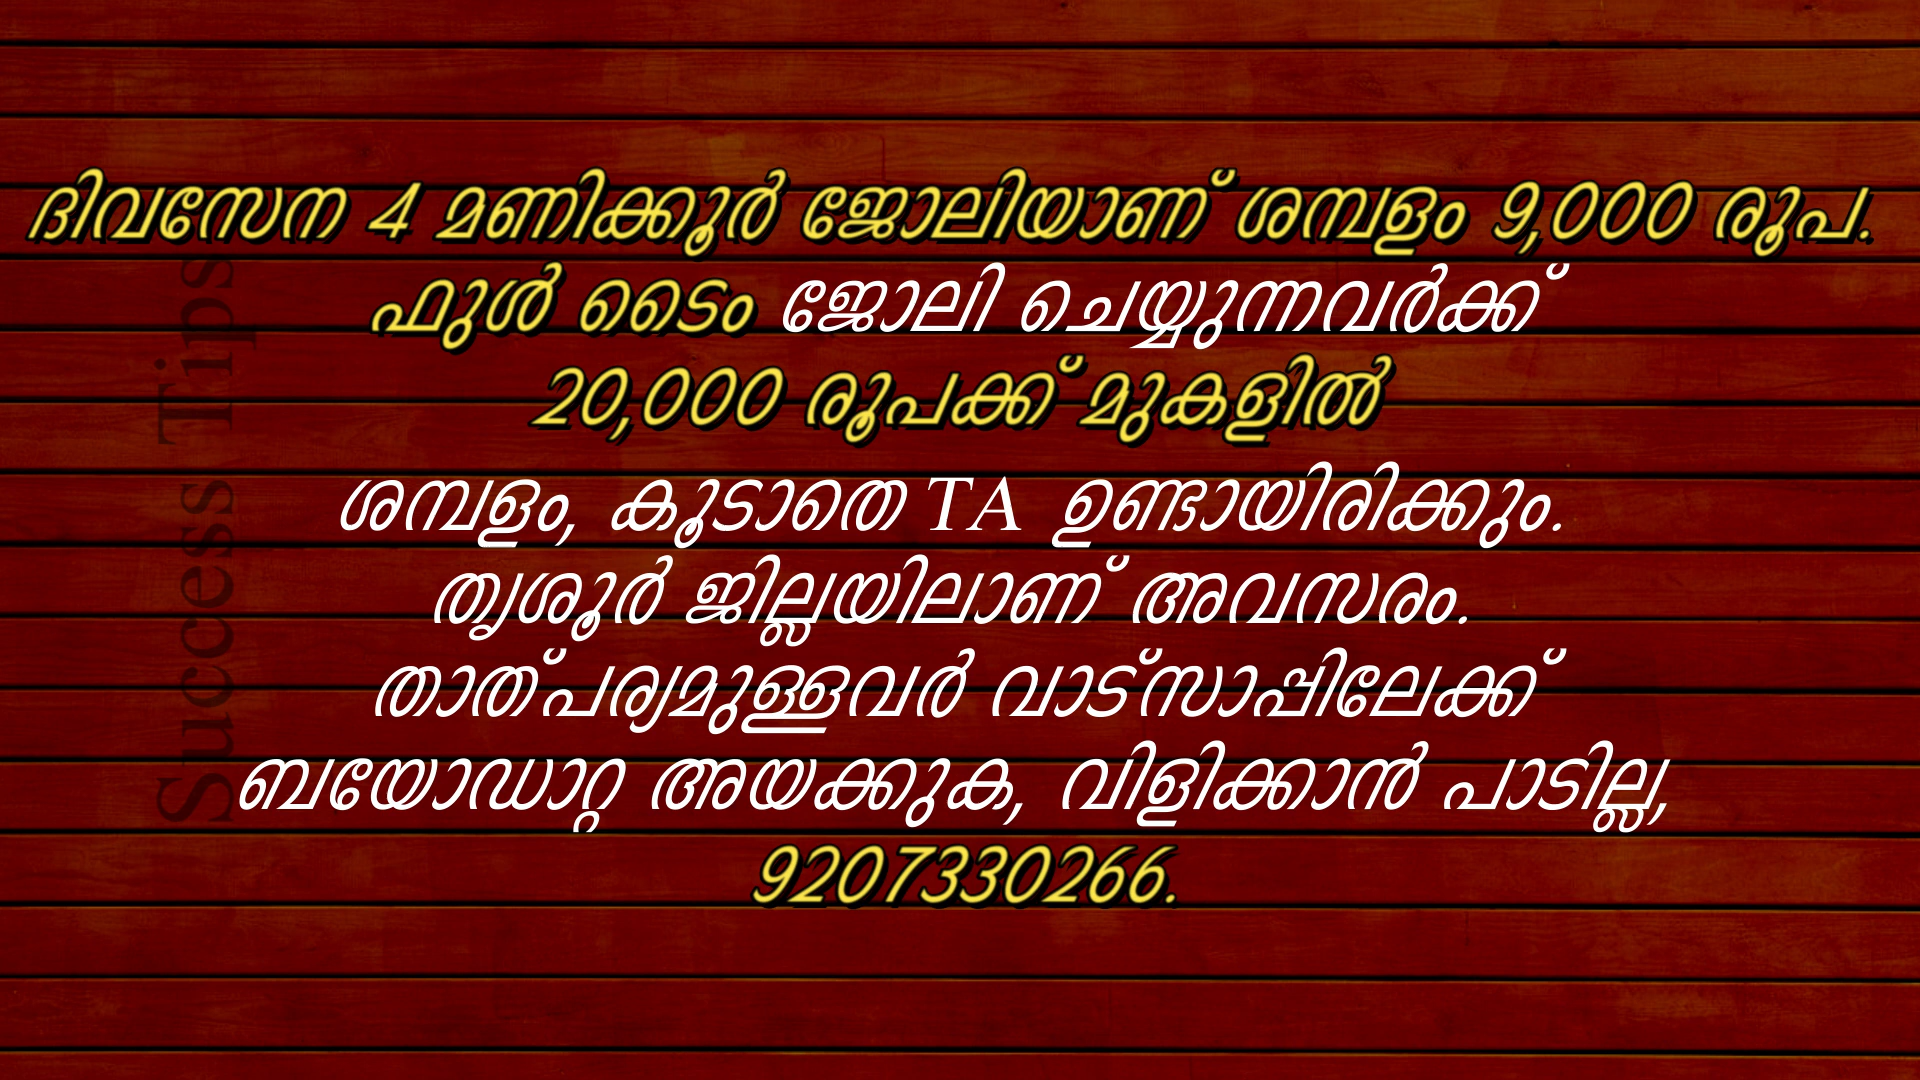 ദിവസേന 4 മണിക്കൂർ ജോലിയാണ് ശമ്പളം 9,000 രൂപ.
ഫുൾ ടൈം ജോലി ചെയ്യുന്നവർക്ക്
20,000 രൂപക്ക് മുകളിൽ
ശമ്പളം, കൂടാതെ TA ഉണ്ടായിരിക്കും.
തൃശൂർ ജില്ലയിലാണ് അവസരം.
താത്പര്യമുള്ളവർ വാട്സാപ്പിലേക്ക്
ബയോഡാറ്റ അയക്കുക, വിളിക്കാൻ പാടില്ല,
9207330266.
Success Tips